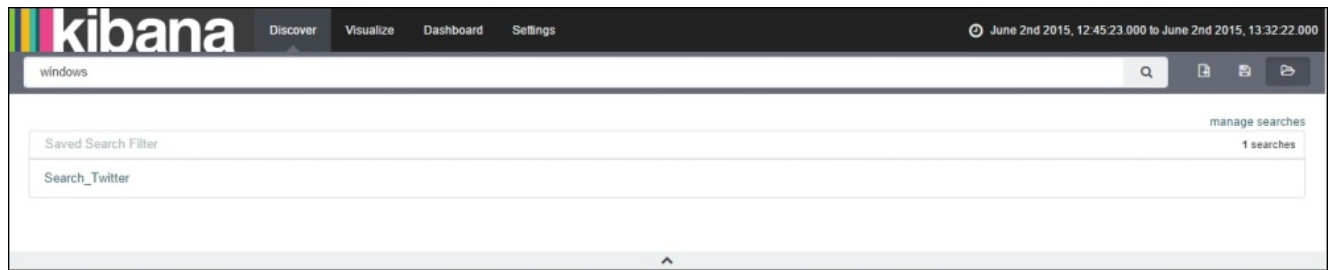 kibana Discover Visualize Dashboard Settings June 2nd 2015, 12:45:23.000 to June 2nd 2015, 13:32:22.000
windows
manage searches
Saved Search Filter 1 searches
Search_Twitter